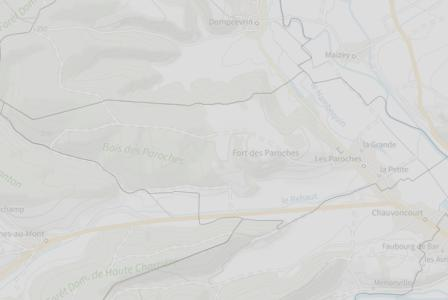 Dompcevrin
Maizey
Bois des Paroches
Fort des Paroches
Les Paroches
la Grande
la Petite
le Rehaut
Chauvoncourt
Faubourg de Bar
Menonville
Forêt Dom. de Haute